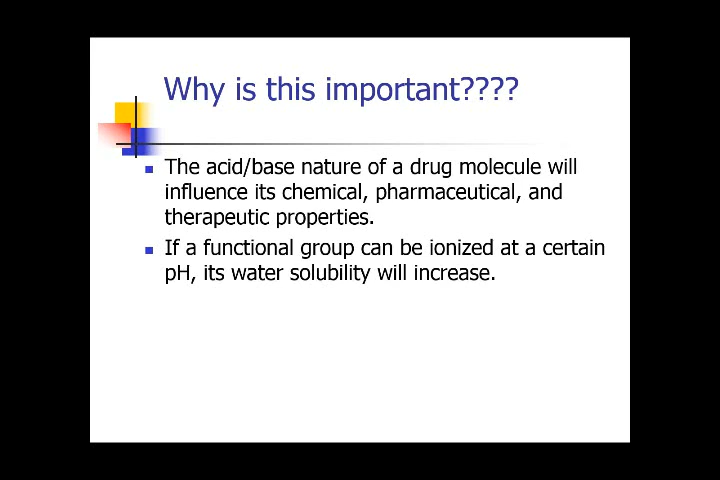 Why is this important????
The acid/base nature of a drug molecule will
influence its chemical, pharmaceutical, and
therapeutic properties.
If a functional group can be ionized at a certain
pH, its water solubility will increase.